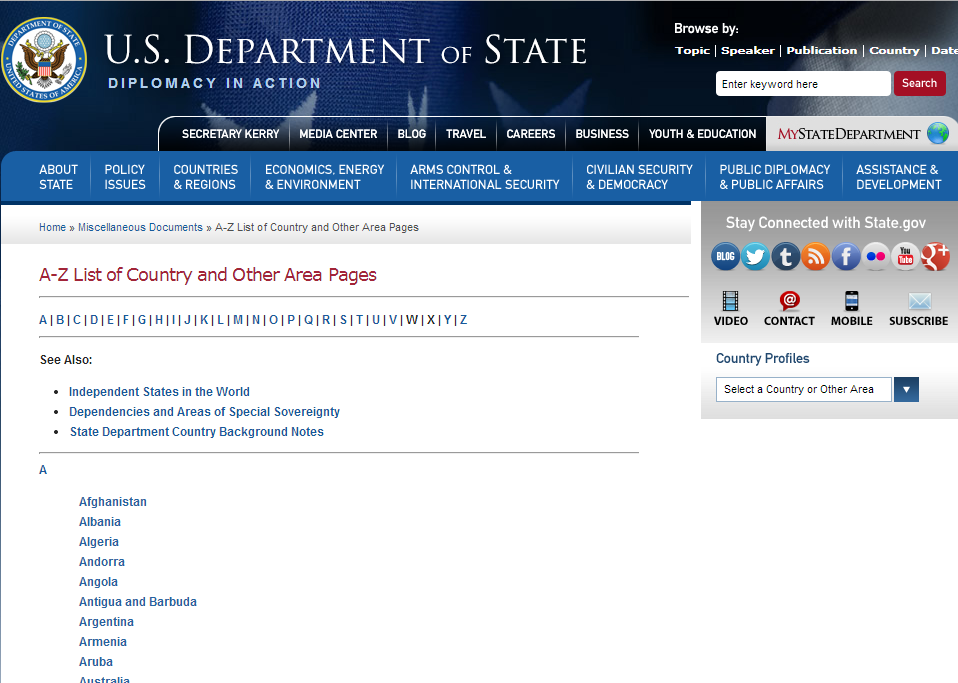 DEPARTMENT OF STATE
UNITED STATES OF AMERICA
U.S. DEPARTMENT OF STATE
DIPLOMACY IN ACTION
Browse by:
Topic | Speaker | Publication | Country | Date
Enter keyword here
Search
SECRETARY KERRY
MEDIA CENTER
BLOG
TRAVEL
CAREERS
BUSINESS
YOUTH & EDUCATION
MYSTATEDEPARTMENT
ABOUT
STATE
POLICY
ISSUES
COUNTRIES
& REGIONS
ECONOMICS, ENERGY
& ENVIRONMENT
ARMS CONTROL &
INTERNATIONAL SECURITY
CIVILIAN SECURITY
& DEMOCRACY
PUBLIC DIPLOMACY
& PUBLIC AFFAIRS
ASSISTANCE &
DEVELOPMENT
Home » Miscellaneous Documents » A-Z List of Country and Other Area Pages
A-Z List of Country and Other Area Pages
A | B | C | D | E | F | G | H | I | J | K | L | M | N | O | P | Q | R | S | T | U | V | W | X | Y | Z
See Also:
• Independent States in the World
• Dependencies and Areas of Special Sovereignty
• State Department Country Background Notes
A
Afghanistan
Albania
Algeria
Andorra
Angola
Antigua and Barbuda
Argentina
Armenia
Aruba
Australia
Stay Connected with State.gov
BLOG
t
f
You
Tube
g+
VIDEO
CONTACT
MOBILE
SUBSCRIBE
Country Profiles
Select a Country or Other Area